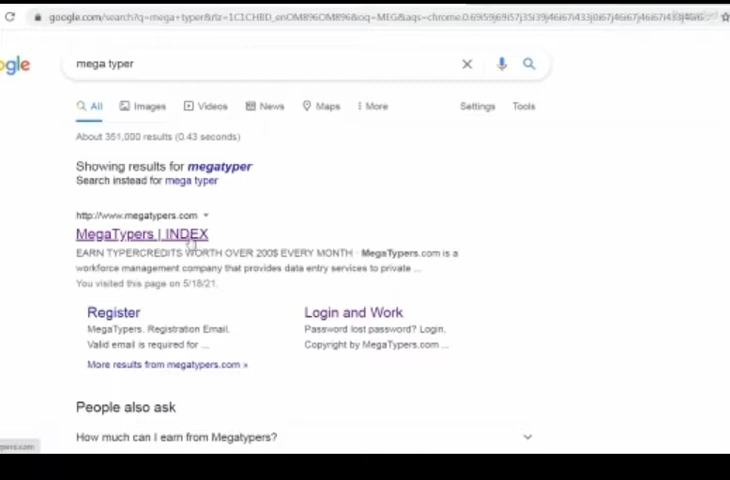 ogle
mega typer
All Images Videos News Maps More Settings Tools
About 351,000 results (0.43 seconds)
Showing results for megatyper
Search instead for mega typer
http://www.megatypers.com
MegaTypers | INDEX
EARN TYPERCREDITS WORTH OVER 200$ EVERY MONTH · MegaTypers.com is a
workforce management company that provides data entry services to private ...
You visited this page on 5/18/21.
Register
MegaTypers. Registration Email.
Valid email is required for ...
Login and Work
Password lost password? Login.
Copyright by MegaTypers.com ...
More results from megatypers.com »
People also ask
How much can I earn from Megatypers?